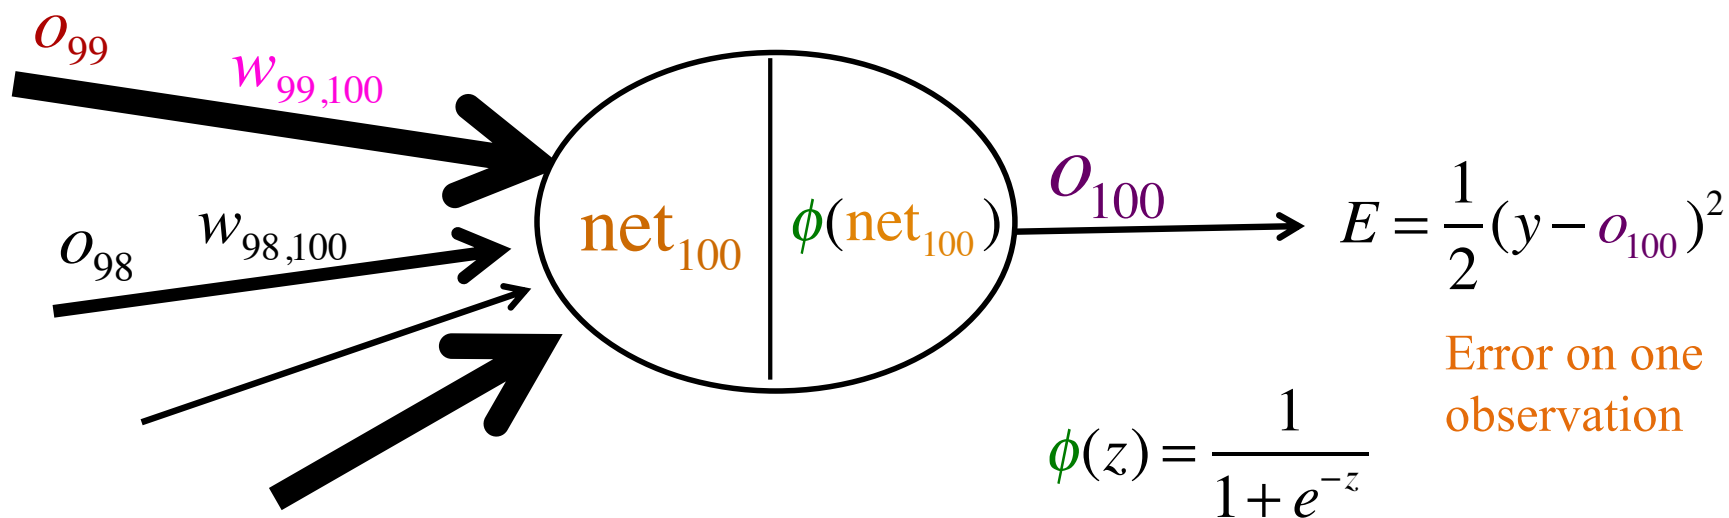 o₉₉
w₉₉,₁₀₀
o₉₈
w₉₈,₁₀₀
net₁₀₀
ϕ(net₁₀₀)
o₁₀₀
E = 1/2 (y − o₁₀₀)²
Error on one
observation
ϕ(z) = 1/(1 + e⁻ᶻ)